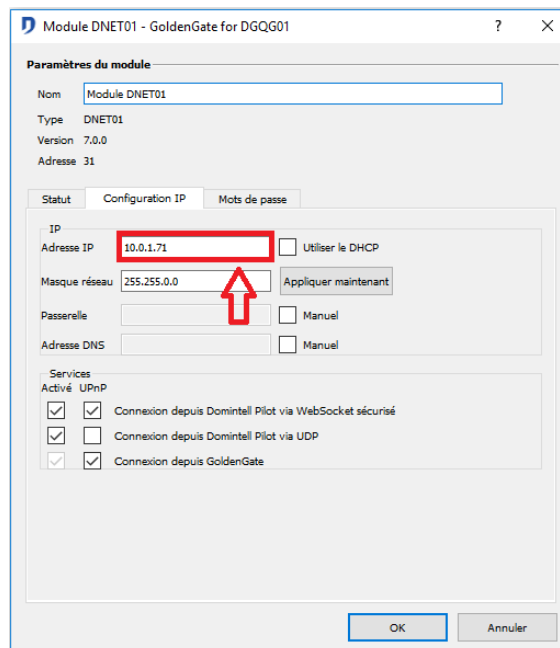 Module DNET01 - GoldenGate for DGQG01 ? X
Paramètres du module
Nom Module DNET01
Type DNET01
Version 7.0.0
Adresse 31
Statut Configuration IP Mots de passe
IP
Adresse IP 10.0.1.71 Utiliser le DHCP
Masque réseau 255.255.0.0 Appliquer maintenant
Passerelle Manuel
Adresse DNS Manuel
Services
Activé UPnP
Connexion depuis Domintell Pilot via WebSocket sécurisé
Connexion depuis Domintell Pilot via UDP
Connexion depuis GoldenGate
OK Annuler